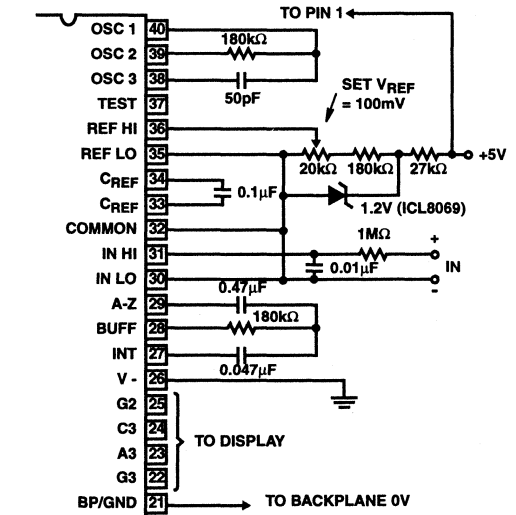 TO PIN 1
OSC 1 40
180kΩ
OSC 2 39
OSC 3 38
50pF
TEST 37
SET VREF
= 100mV
REF HI 36
REF LO 35
20kΩ 180kΩ 27kΩ
+5V
CREF 34
0.1µF
1.2V (ICL8069)
CREF 33
COMMON 32
1MΩ
+
IN HI 31
0.01µF
IN
IN LO 30
-
0.47µF
A-Z 29
180kΩ
BUFF 28
INT 27
0.047µF
V - 26
G2 25
C3 24
TO DISPLAY
A3 23
G3 22
BP/GND 21
TO BACKPLANE 0V